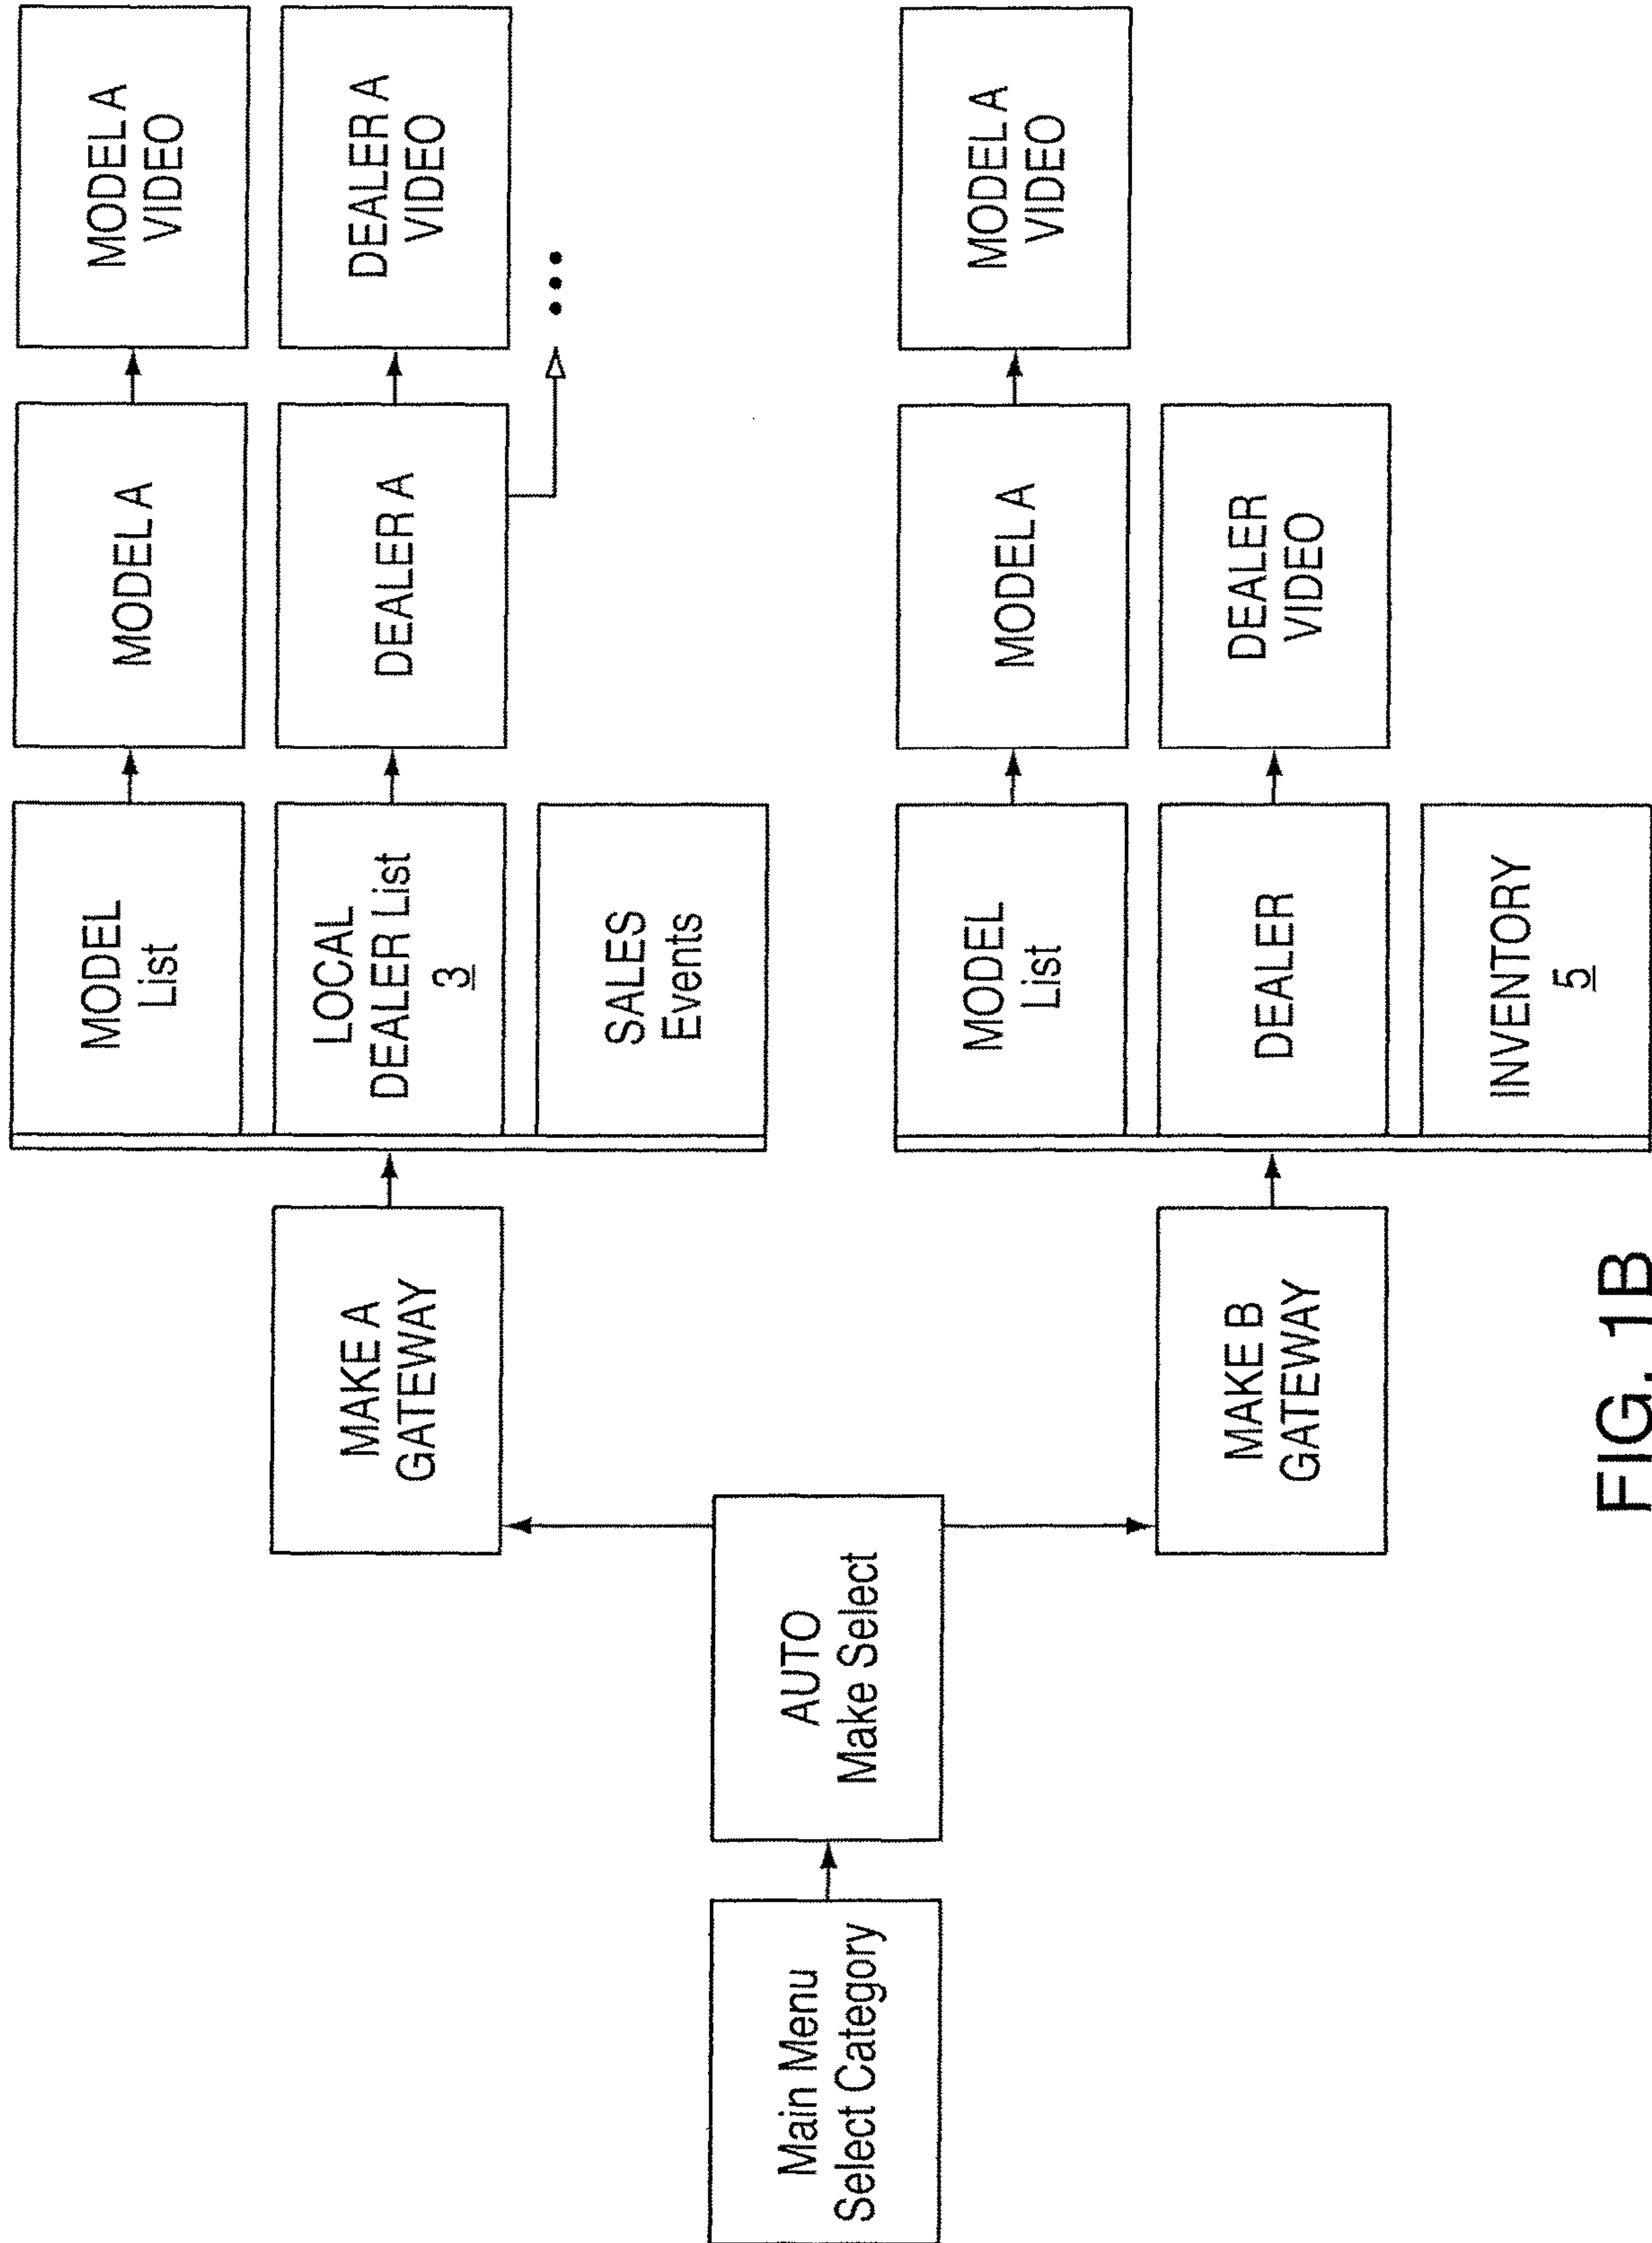 Main Menu
Select Category
AUTO
Make Select
MAKE A
GATEWAY
MODEL
List
MODEL A
MODEL A
VIDEO
LOCAL
DEALER List
3
DEALER A
DEALER A
VIDEO
SALES
Events
MAKE B
GATEWAY
MODEL
List
MODEL A
MODEL A
VIDEO
DEALER
DEALER
VIDEO
INVENTORY
5
FIG. 1B